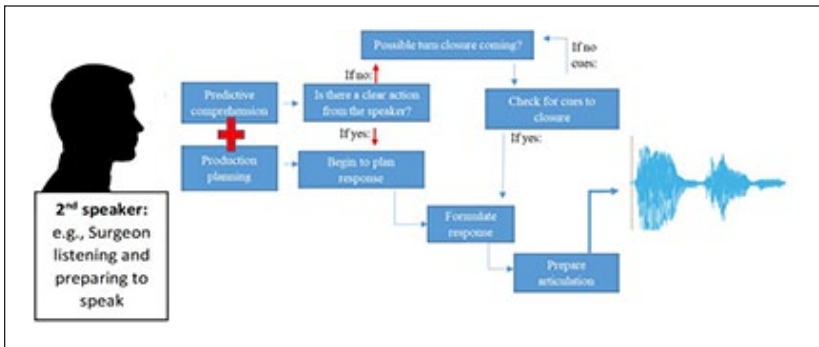 Possible turn closure coming?
If no
cues:
If no:
Predictive
comprehension
Is there a clear action
from the speaker?
Check for cues to
closure
If yes:
If yes:
Production
planning
Begin to plan
response
2nd speaker:
e.g., Surgeon
listening and
preparing to
speak
Formulate
response
Prepare
articulation